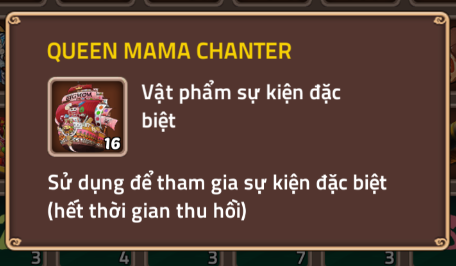 QUEEN MAMA CHANTER
Vật phẩm sự kiện đặc
biệt
16
Sử dụng để tham gia sự kiện đặc biệt
(hết thời gian thu hồi)
3 4 3 7 3